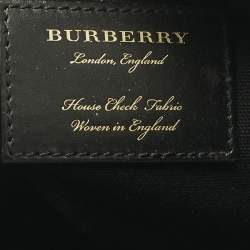 BURBERRY
London, England
House Check Fabric
Woven in England